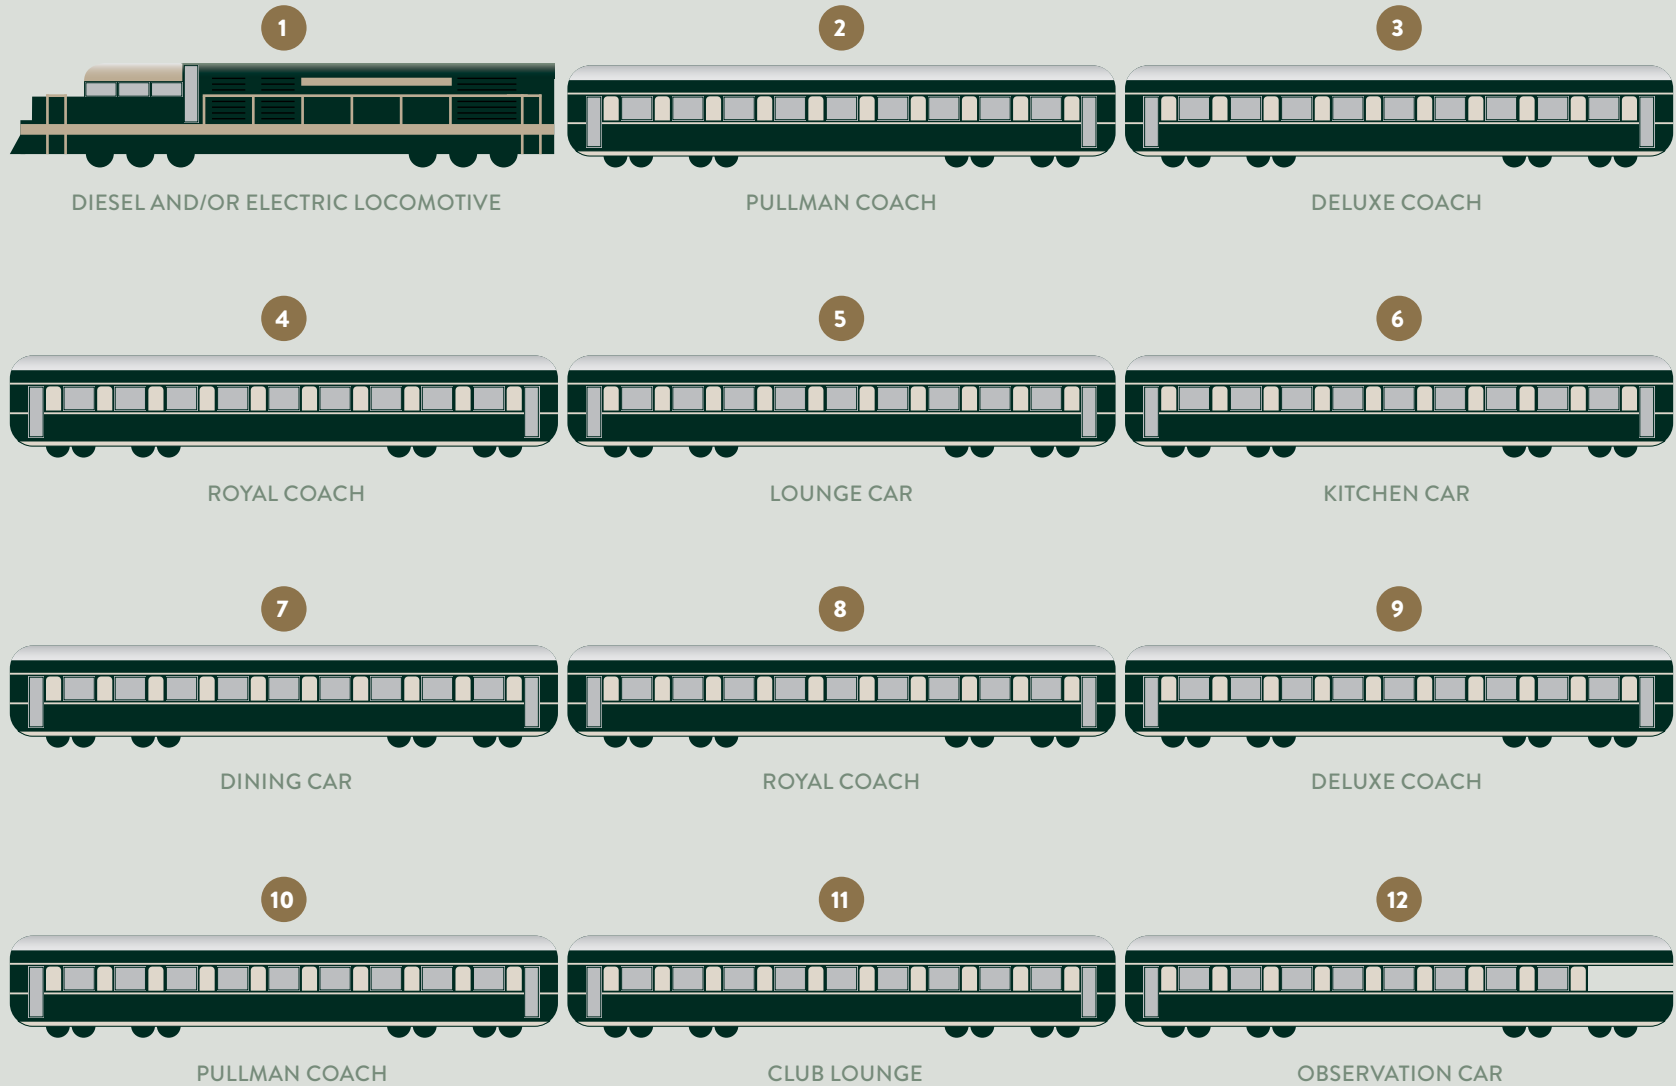 1
2
3
DIESEL AND/OR ELECTRIC LOCOMOTIVE
PULLMAN COACH
DELUXE COACH
4
5
6
ROYAL COACH
LOUNGE CAR
KITCHEN CAR
7
8
9
DINING CAR
ROYAL COACH
DELUXE COACH
10
11
12
PULLMAN COACH
CLUB LOUNGE
OBSERVATION CAR